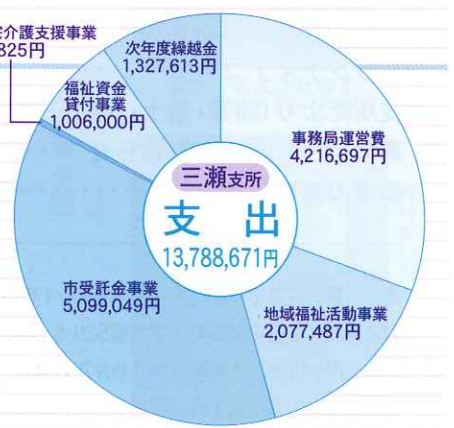 介護支援事業
825円
次年度繰越金
1,327,613円
福祉資金
貸付事業
1,006,000円
事務局運営費
4,216,697円
三瀬支所
支出
13,788,671円
市受託金事業
5,099,049円
地域福祉活動事業
2,077,487円